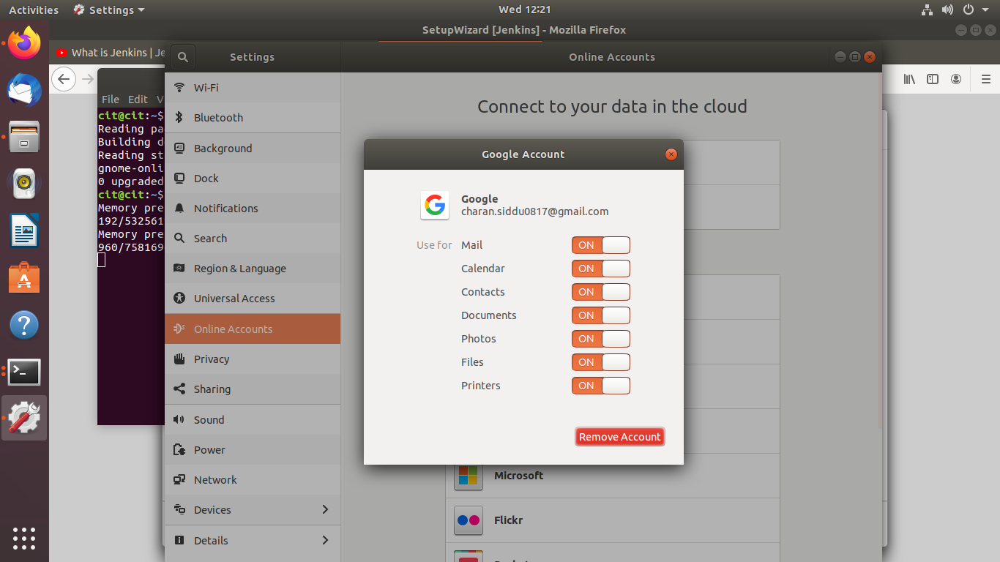 Activities Settings Wed 12:21
SetupWizard [Jenkins] - Mozilla Firefox
What is Jenkins | Je
Settings Online Accounts
File Edit V
cit@cit:~$
Reading pa
Building d
Reading st
gnome-onli
0 upgraded
cit@cit:~$
Memory pre
192/532561
Memory pre
960/758169
Wi-Fi
Bluetooth
Background
Dock
Notifications
Search
Region & Language
Universal Access
Online Accounts
Privacy
Sharing
Sound
Power
Network
Devices
Details
Connect to your data in the cloud
Google Account
Google
charan.siddu0817@gmail.com
Use for Mail ON
Calendar ON
Contacts ON
Documents ON
Photos ON
Files ON
Printers ON
Remove Account
Microsoft
Flickr